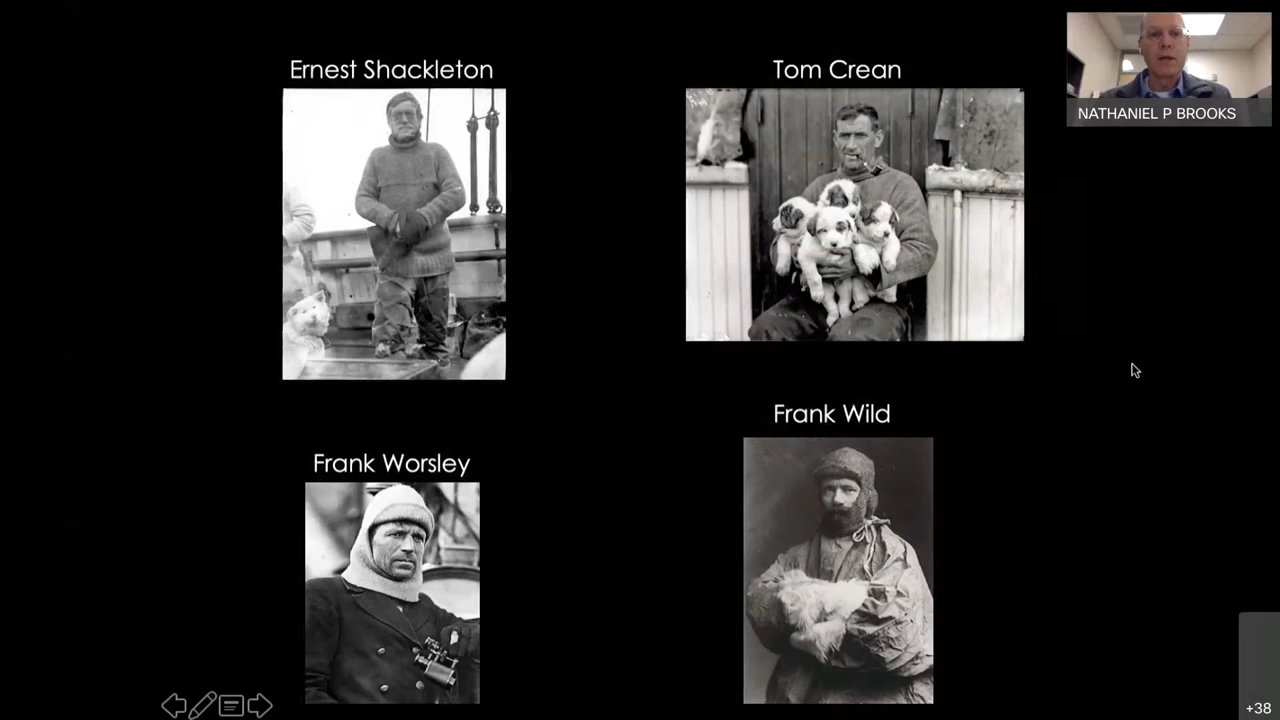 Ernest Shackleton
Tom Crean
NATHANIEL P BROOKS
Frank Wild
Frank Worsley
+38